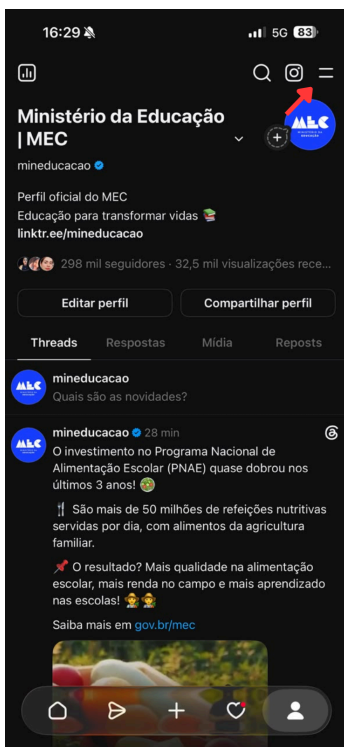 16:29
5G 83
Ministério da Educação
| MEC
MEC
mineducacao
Perfil oficial do MEC
Educação para transformar vidas
linktr.ee/mineducacao
298 mil seguidores · 32,5 mil visualizações rece...
Editar perfil
Compartilhar perfil
Threads
Respostas
Mídia
Reposts
MEC
mineducacao
Quais são as novidades?
MEC
mineducacao 28 min
O investimento no Programa Nacional de
Alimentação Escolar (PNAE) quase dobrou nos
últimos 3 anos!
São mais de 50 milhões de refeições nutritivas
servidas por dia, com alimentos da agricultura
familiar.
O resultado? Mais qualidade na alimentação
escolar, mais renda no campo e mais aprendizado
nas escolas!
Saiba mais em gov.br/mec